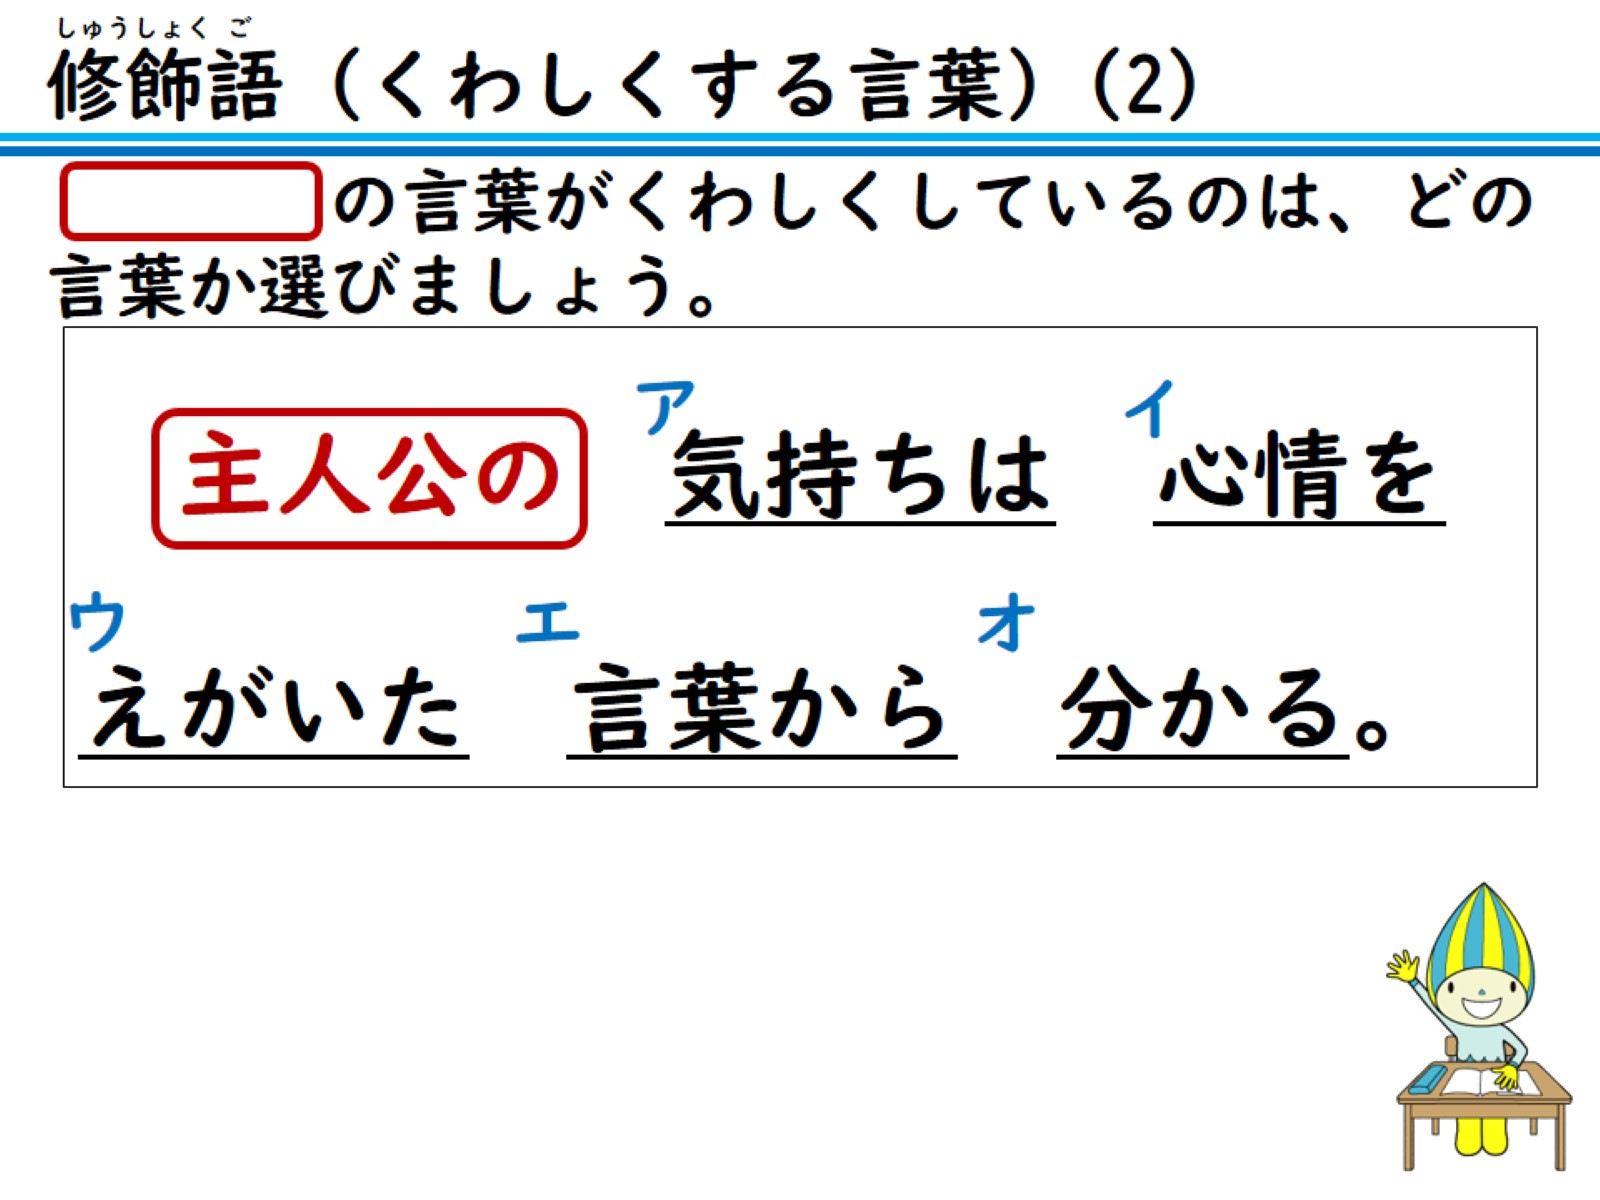 しゅうしょく ご
修飾語（くわしくする言葉）（2）
の言葉がくわしくしているのは、どの
言葉か選びましょう。
ア イ
主人公の 気持ちは 心情を
ウ エ オ
えがいた 言葉から 分かる。